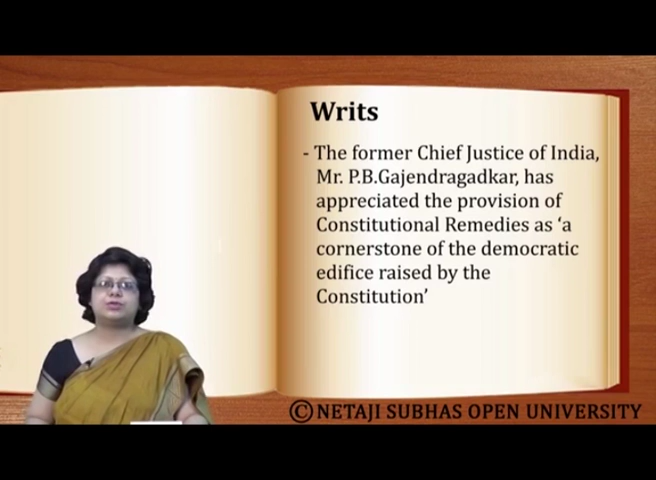 Writs
- The former Chief Justice of India,
Mr. P.B.Gajendragadkar, has
appreciated the provision of
Constitutional Remedies as ‘a
cornerstone of the democratic
edifice raised by the
Constitution’
© NETAJI SUBHAS OPEN UNIVERSITY